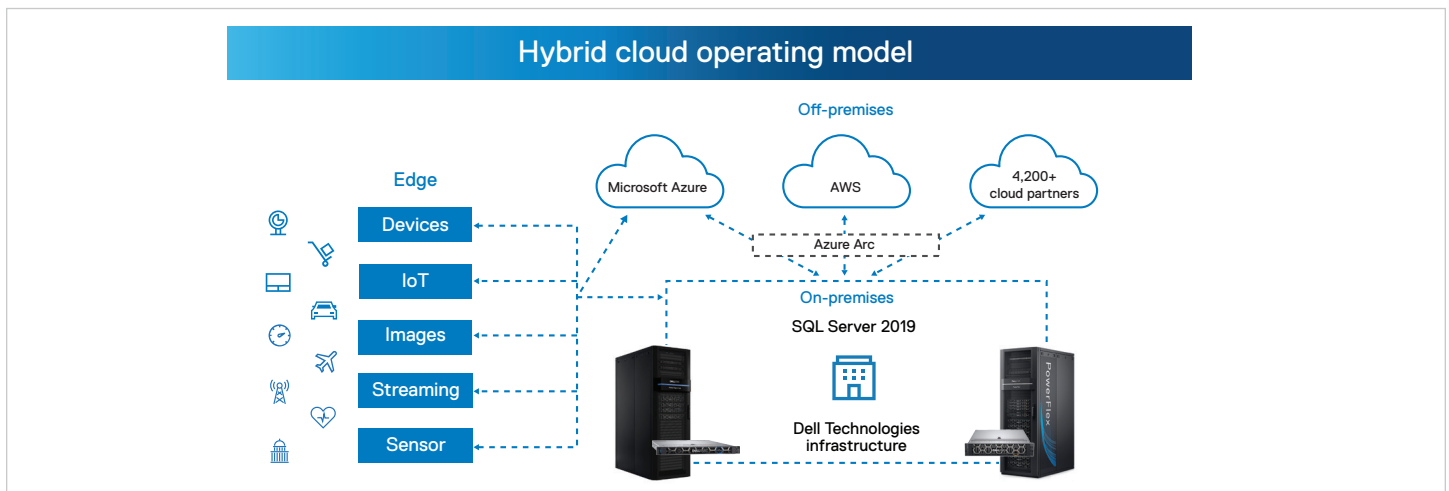 Hybrid cloud operating model
Off-premises
Edge
Microsoft Azure
AWS
4,200+
cloud partners
Devices
IoT
Images
Streaming
Sensor
Azure Arc
On-premises
SQL Server 2019
Dell Technologies
infrastructure
PowerFlex